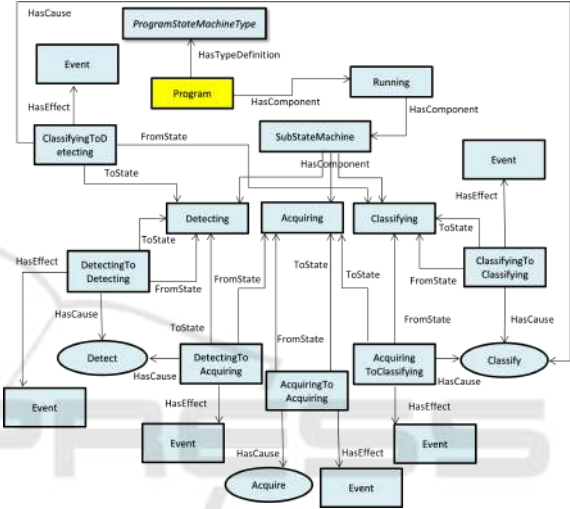 HasCause
ProgramStateMachineType
HasTypeDefinition
Event
Program
Running
HasComponent
HasEffect
HasComponent
ClassifyingToD
etecting
FromState
SubStateMachine
Event
HasComponent
ToState
HasEffect
Detecting
Acquiring
Classifying
ToState
ToState
HasEffect
DetectingTo
Detecting
ToState
ToState
ClassifyingTo
Classifying
FromState
FromState
FromState
HasCause
ToState
FromState
FromState
HasCause
Detect
DetectingTo
Acquiring
Acquiring
ToClassifying
Classify
HasCause
AcquiringTo
Acquiring
HasCause
Event
HasEffect
HasEffect
Event
Event
HasCause
HasEffect
Acquire
Event
PRESS